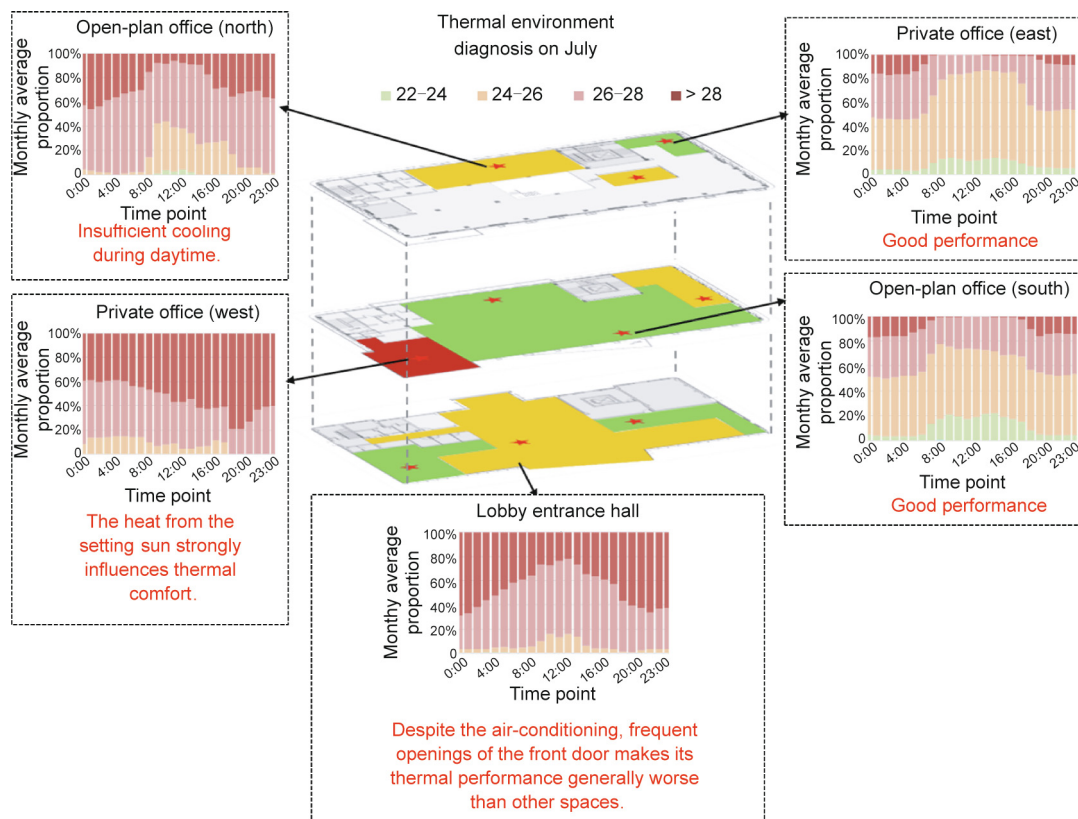 Thermal environment
diagnosis on July
22–24
24–26
26–28
> 28
Open-plan office (north)
Monthly average
proportion
100%
80%
60%
40%
20%
0
0:00
4:00
8:00
12:00
16:00
20:00
23:00
Time point
Insufficient cooling
during daytime.
Private office (east)
Monthly average
proportion
100%
80%
60%
40%
20%
0
0:00
4:00
8:00
12:00
16:00
20:00
23:00
Time point
Good performance
Private office (west)
Monthly average
proportion
100%
80%
60%
40%
20%
0
0:00
4:00
8:00
12:00
16:00
20:00
23:00
Time point
The heat from the
setting sun strongly
influences thermal
comfort.
Open-plan office (south)
Monthly average
proportion
100%
80%
60%
40%
20%
0
0:00
4:00
8:00
12:00
16:00
20:00
23:00
Time point
Good performance
Lobby entrance hall
Monthy average
proportion
100%
80%
60%
40%
20%
0
0:00
4:00
8:00
12:00
16:00
20:00
23:00
Time point
Despite the air-conditioning, frequent
openings of the front door makes its
thermal performance generally worse
than other spaces.